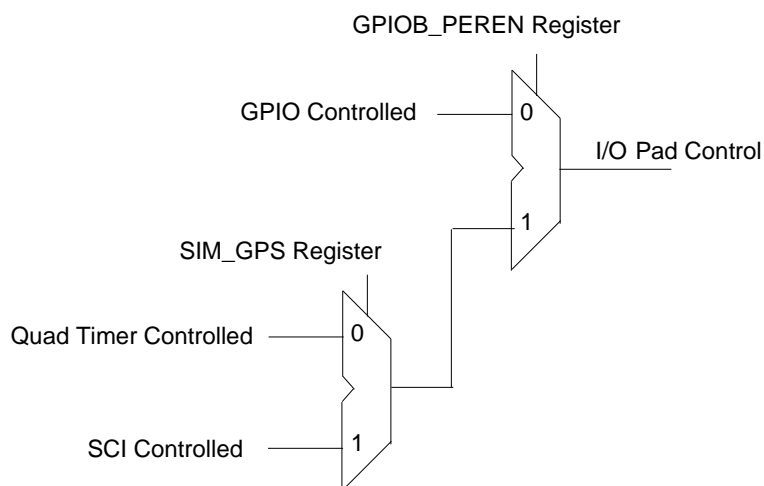 GPIOB_PEREN Register
GPIO Controlled
0
I/O Pad Control
1
SIM_GPS Register
Quad Timer Controlled
0
SCI Controlled
1